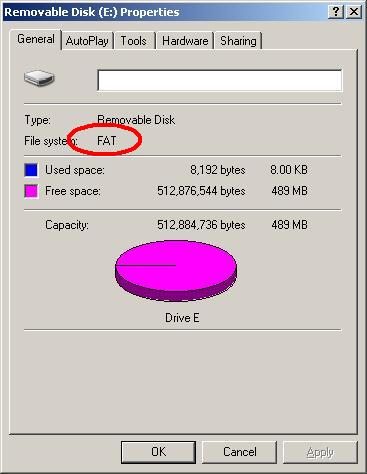 Removable Disk (E:) Properties
General AutoPlay Tools Hardware Sharing
Type: Removable Disk
File system: FAT
Used space: 8,192 bytes 8.00 KB
Free space: 512,876,544 bytes 489 MB
Capacity: 512,884,736 bytes 489 MB
Drive E
OK Cancel Apply